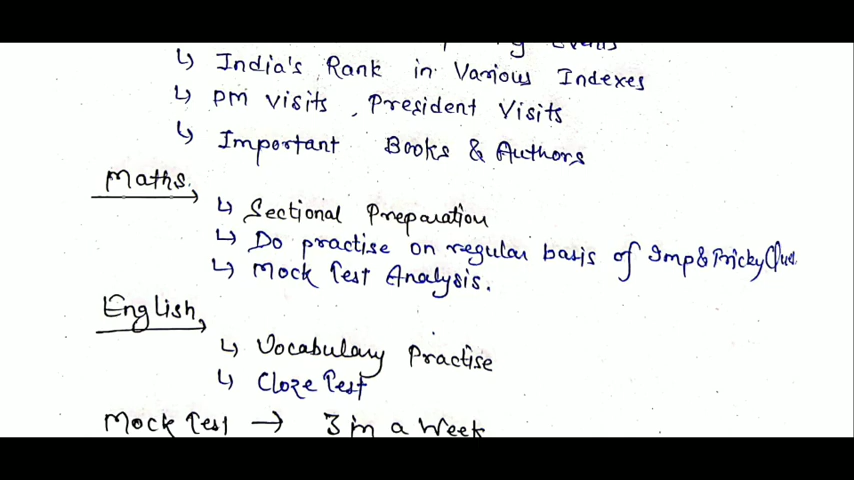 India's Rank in Various Indexes
PM visits, President Visits
Important Books & Authors
Maths
Sectional Preparation
Do practise on regular basis of Imp & Tricky Que
Mock Test Analysis.
English
Vocabulary Practise
Cloze Test
Mock Test → 3 in a Week